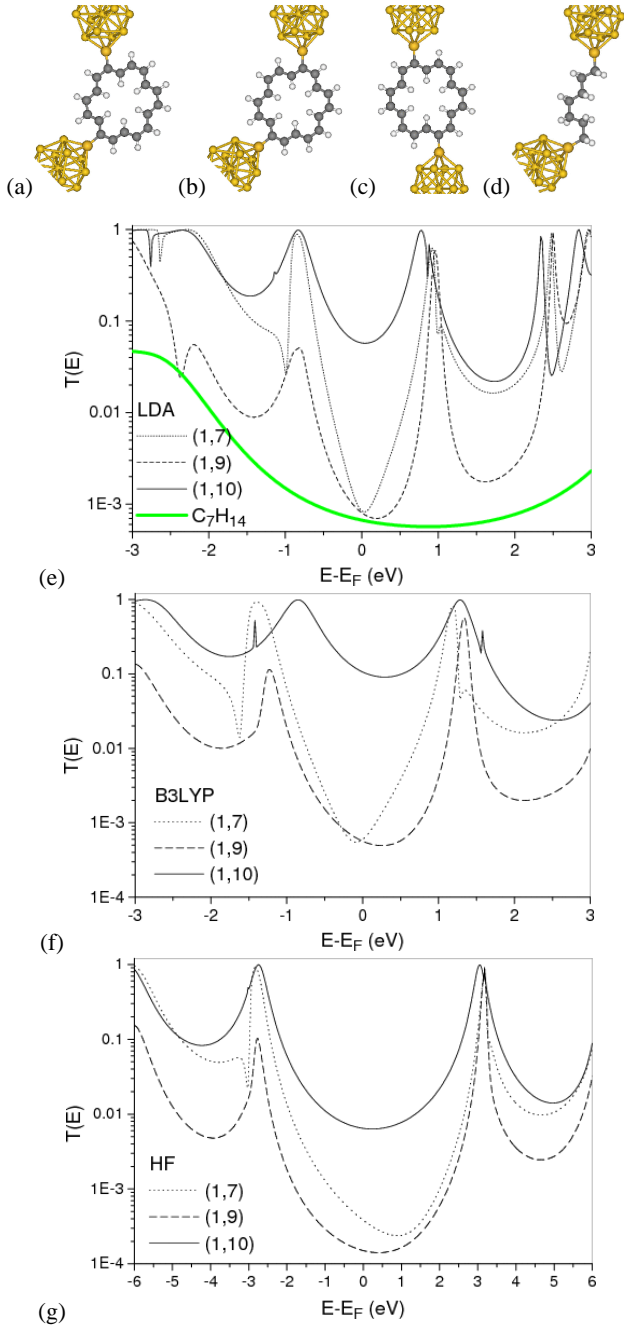 (a) (b) (c) (d)
1
0.1
0.01
1E-3
T(E)
LDA
(1,7)
(1,9)
(1,10)
C₇H₁₄
-3 -2 -1 0 1 2 3
E-E_F (eV)
(e)
1
0.1
0.01
1E-3
1E-4
T(E)
B3LYP
(1,7)
(1,9)
(1,10)
-3 -2 -1 0 1 2 3
E-E_F (eV)
(f)
1
0.1
0.01
1E-3
1E-4
T(E)
HF
(1,7)
(1,9)
(1,10)
-6 -5 -4 -3 -2 -1 0 1 2 3 4 5 6
E-E_F (eV)
(g)